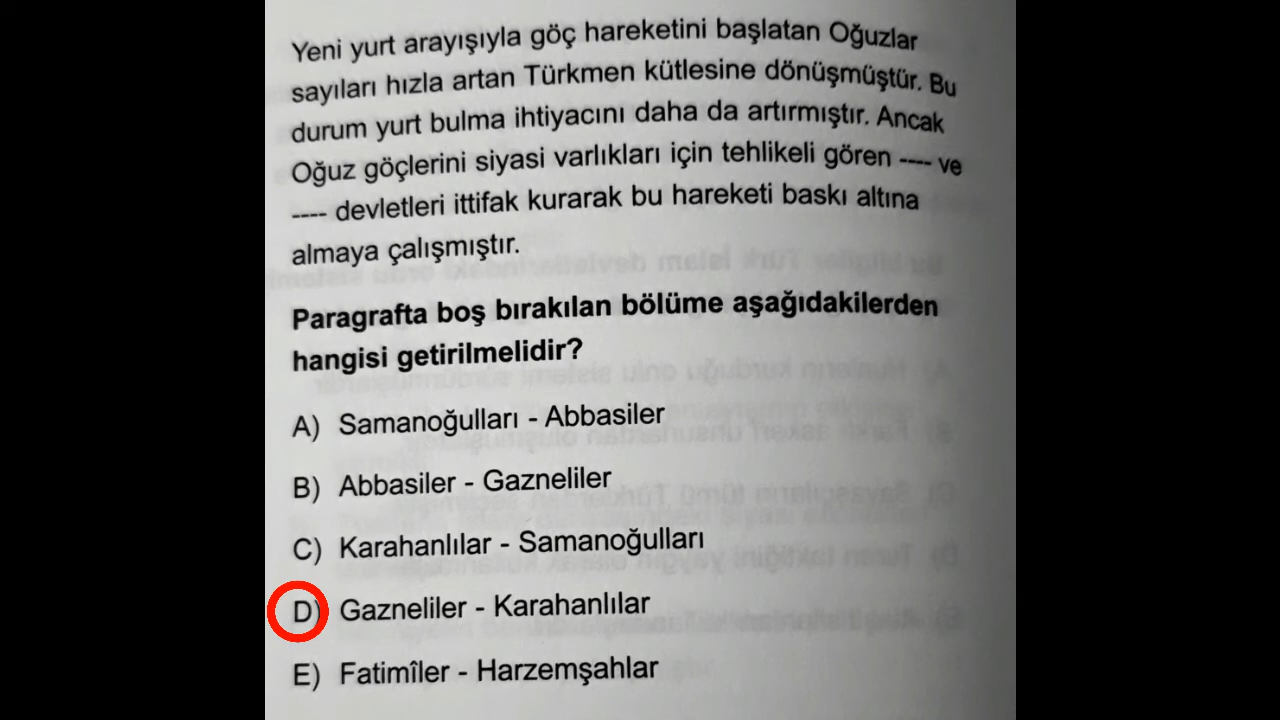 Yeni yurt arayışıyla göç hareketini başlatan Oğuzlar
sayıları hızla artan Türkmen kütlesine dönüşmüştür. Bu
durum yurt bulma ihtiyacını daha da artırmıştır. Ancak
Oğuz göçlerini siyasi varlıkları için tehlikeli gören ---- ve
---- devletleri ittifak kurarak bu hareketi baskı altına
almaya çalışmıştır.
Paragrafta boş bırakılan bölüme aşağıdakilerden
hangisi getirilmelidir?
A) Samanoğulları - Abbasiler
B) Abbasiler - Gazneliler
C) Karahanlılar - Samanoğulları
D) Gazneliler - Karahanlılar
E) Fatimîler - Harzemşahlar